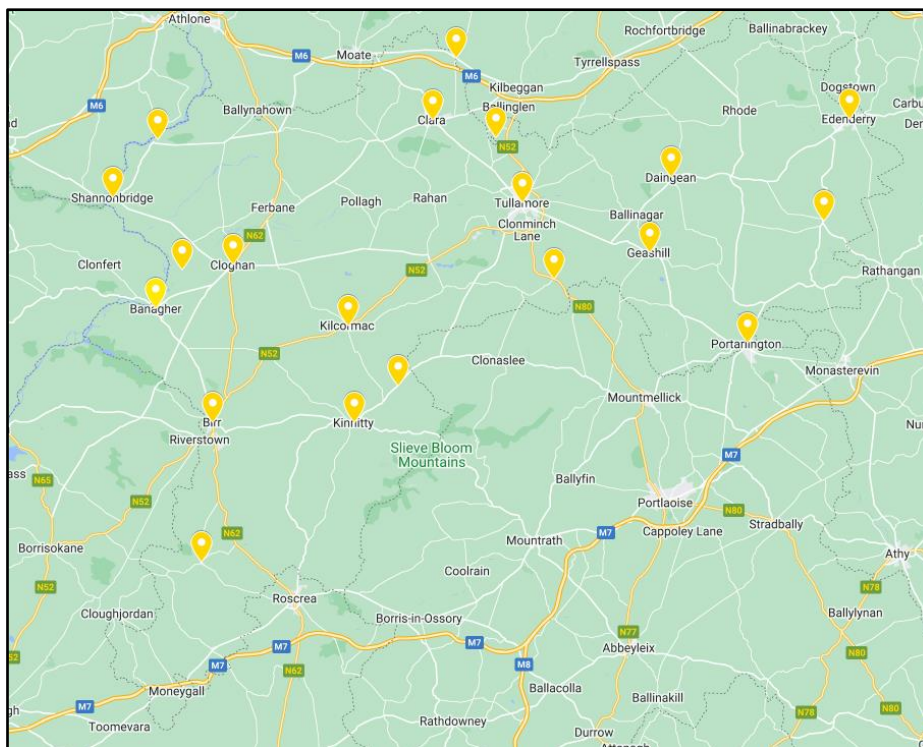 Athlone
Rochfortbridge
Ballinabrackey
M6
Moate
Tyrrellspass
M6
Kilbeggan
Dogstown
M6
Ballynahown
Clara
Ballinglen
Rhode
Edenderry
N52
Daingean
Shannonbridge
Ferbane
Pollagh
Rahan
Tullamore
Ballinagar
Clonminch
Lane
N62
Geashill
Clonfert
Cloghan
N52
Rathangan
Banagher
N80
Kilcormac
Portarlington
N52
Clonaslee
Monasterevin
Mountmellick
Birr
Kinnitty
Riverstown
Slieve Bloom
Mountains
M7
N65
Ballyfin
N52
Portlaoise
N80
N62
M7
Cappoley Lane
Stradbally
Borrisokane
Mountrath
Athy
Coolrain
N52
N78
Roscrea
Cloughjordan
Borris-in-Ossory
Ballylynan
N77
M7
M7
Abbeyleix
N80
M7
N62
M8
Moneygall
Ballacolla
Ballinakill
M7
N78
N80
Toomevara
Rathdowney
Durrow